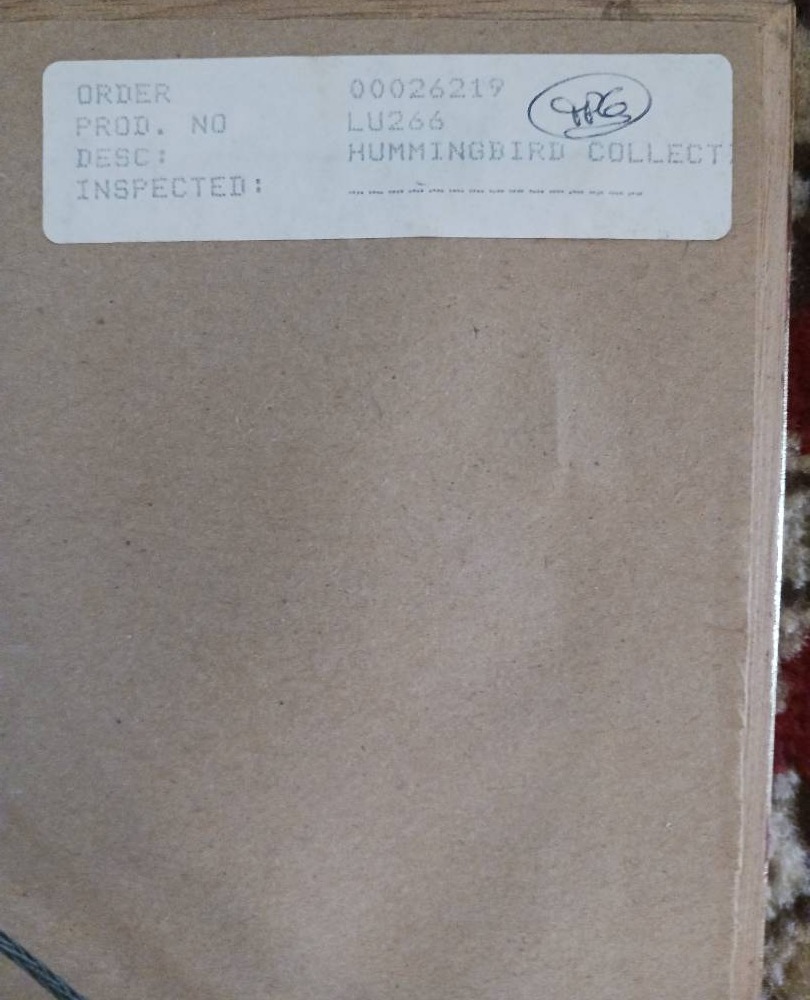 ORDER 00026219
PROD. NO LU266
DESC: HUMMINGBIRD COLLECT
INSPECTED: